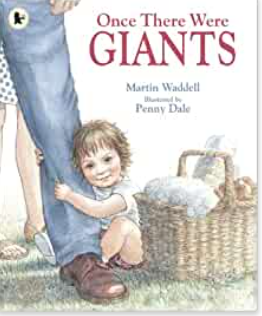 Once There Were
GIANTS
Martin Waddell
Illustrated by
Penny Dale